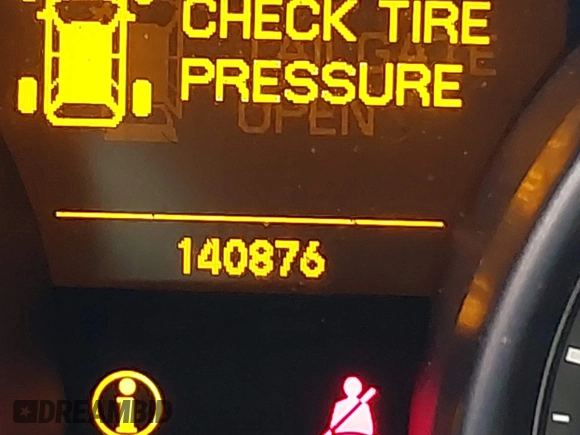 CHECK TIRE
TAILGATE
PRESSURE
OPEN
140876
i
DREAMBID